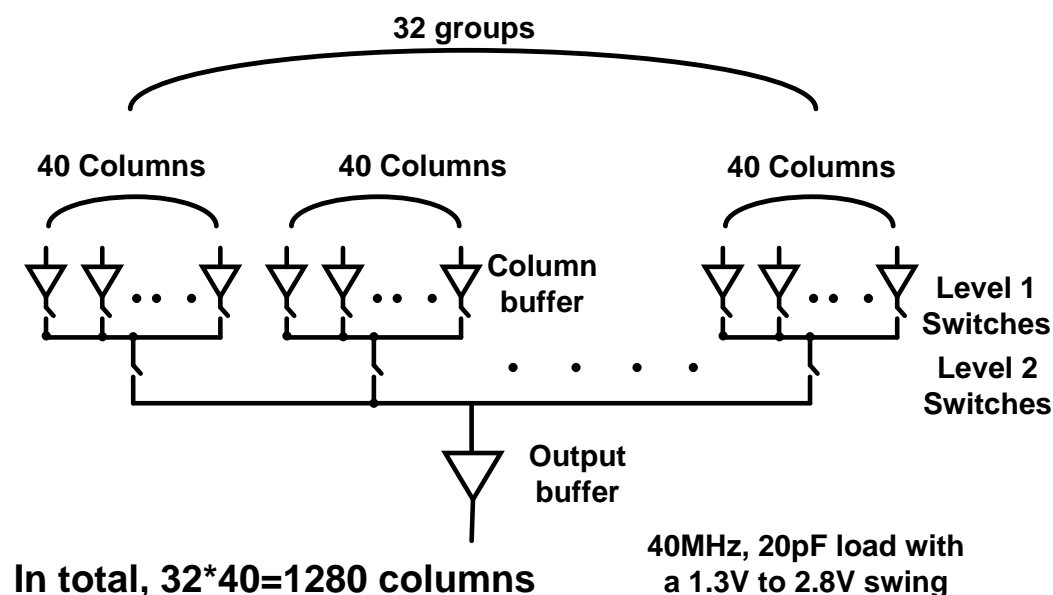 32 groups
40 Columns
40 Columns
40 Columns
Column
buffer
Level 1
Switches
Level 2
Switches
Output
buffer
40MHz, 20pF load with
a 1.3V to 2.8V swing
In total, 32*40=1280 columns